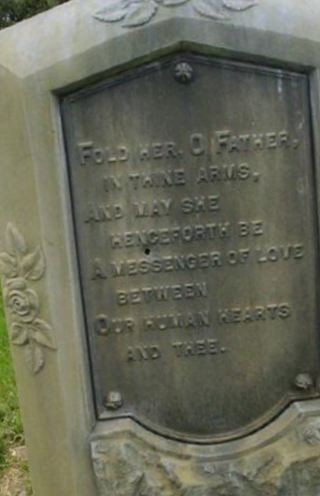 FOLD HER, O FATHER,
IN THINE ARMS,
AND MAY SHE
HENCEFORTH BE
A MESSENGER OF LOVE
BETWEEN
OUR HUMAN HEARTS
AND THEE.